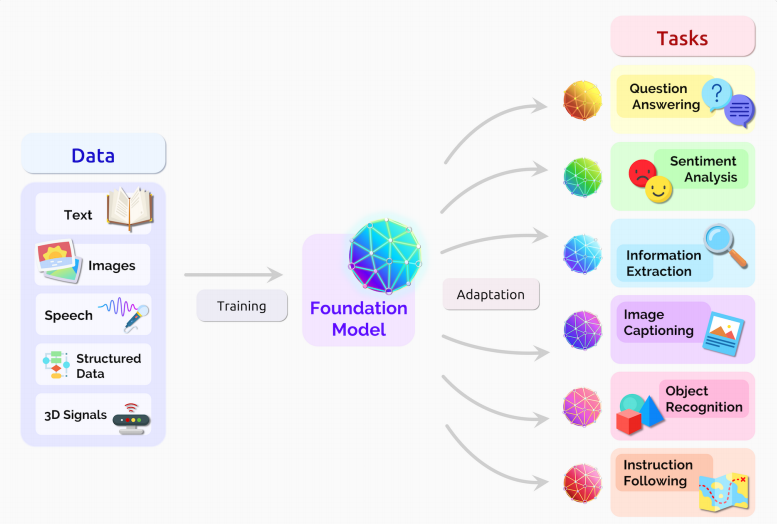 Data
Text
Images
Speech
Structured
Data
3D Signals
Training
Foundation
Model
Adaptation
Tasks
Question
Answering
?
Sentiment
Analysis
Information
Extraction
Image
Captioning
Object
Recognition
Instruction
Following